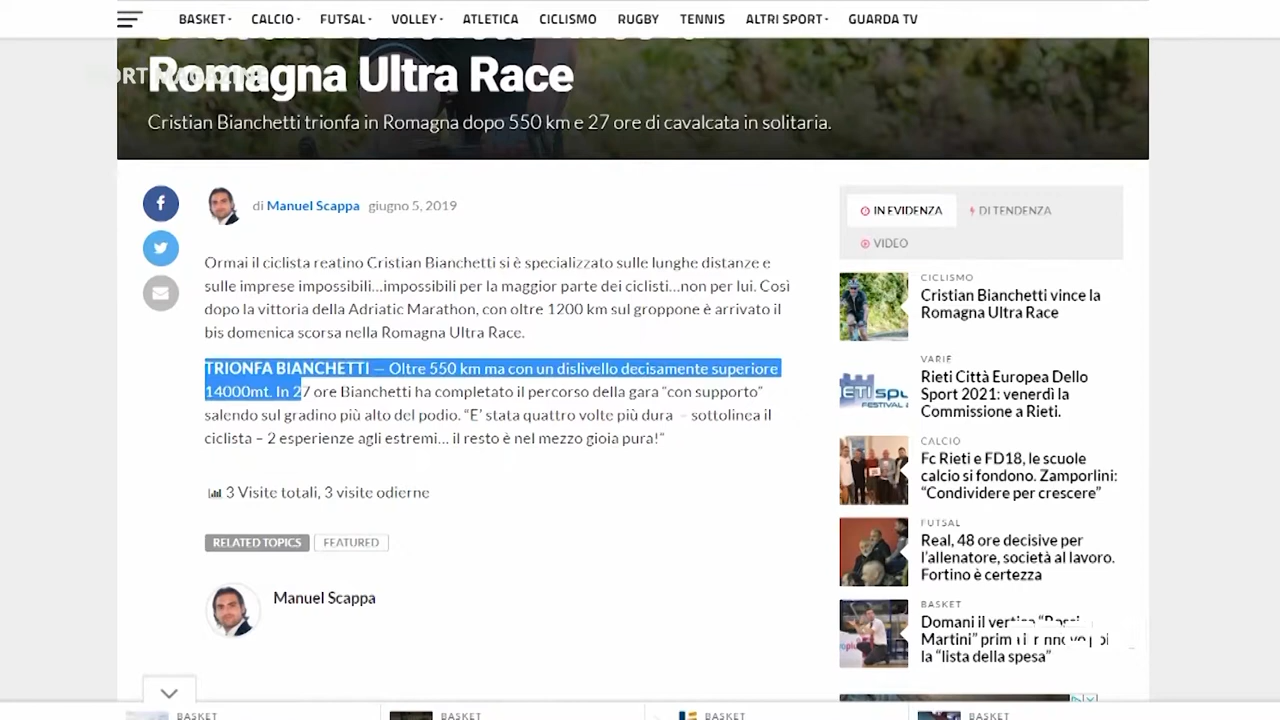 BASKET
CALCIO
FUTSAL
VOLLEY
ATLETICA
CICLISMO
RUGBY
TENNIS
ALTRI SPORT
GUARDA TV
Romagna Ultra Race
Cristian Bianchetti trionfa in Romagna dopo 550 km e 27 ore di cavalcata in solitaria.
di Manuel Scappa giugno 5, 2019
Ormai il ciclista reatino Cristian Bianchetti si è specializzato sulle lunghe distanze e
sulle imprese impossibili...impossibili per la maggior parte dei ciclisti...non per lui. Così
dopo la vittoria della Adriatic Marathon, con oltre 1200 km sul groppone è arrivato il
bis domenica scorsa nella Romagna Ultra Race.
TRIONFA BIANCHETTI — Oltre 550 km ma con un dislivello decisamente superiore
14000mt. In 27 ore Bianchetti ha completato il percorso della gara “con supporto”
salendo sul gradino più alto del podio. “E’ stata quattro volte più dura – sottolinea il
ciclista – 2 esperienze agli estremi... il resto è nel mezzo gioia pura!”
3 Visite totali, 3 visite odierne
RELATED TOPICS
FEATURED
Manuel Scappa
IN EVIDENZA
DI TENDENZA
VIDEO
CICLISMO
Cristian Bianchetti vince la
Romagna Ultra Race
VARIE
Rieti Città Europea Dello
Sport 2021: venerdì la
Commissione a Rieti.
CALCIO
Fc Rieti e FD18, le scuole
calcio si fondono. Zamporlini:
“Condividere per crescere”
FUTSAL
Real, 48 ore decisive per
l’allenatore, società al lavoro.
Fortino è certezza
BASKET
Domani il vertice
Martini”
la “lista della spesa”
BASKET
BASKET
BASKET
BASKET